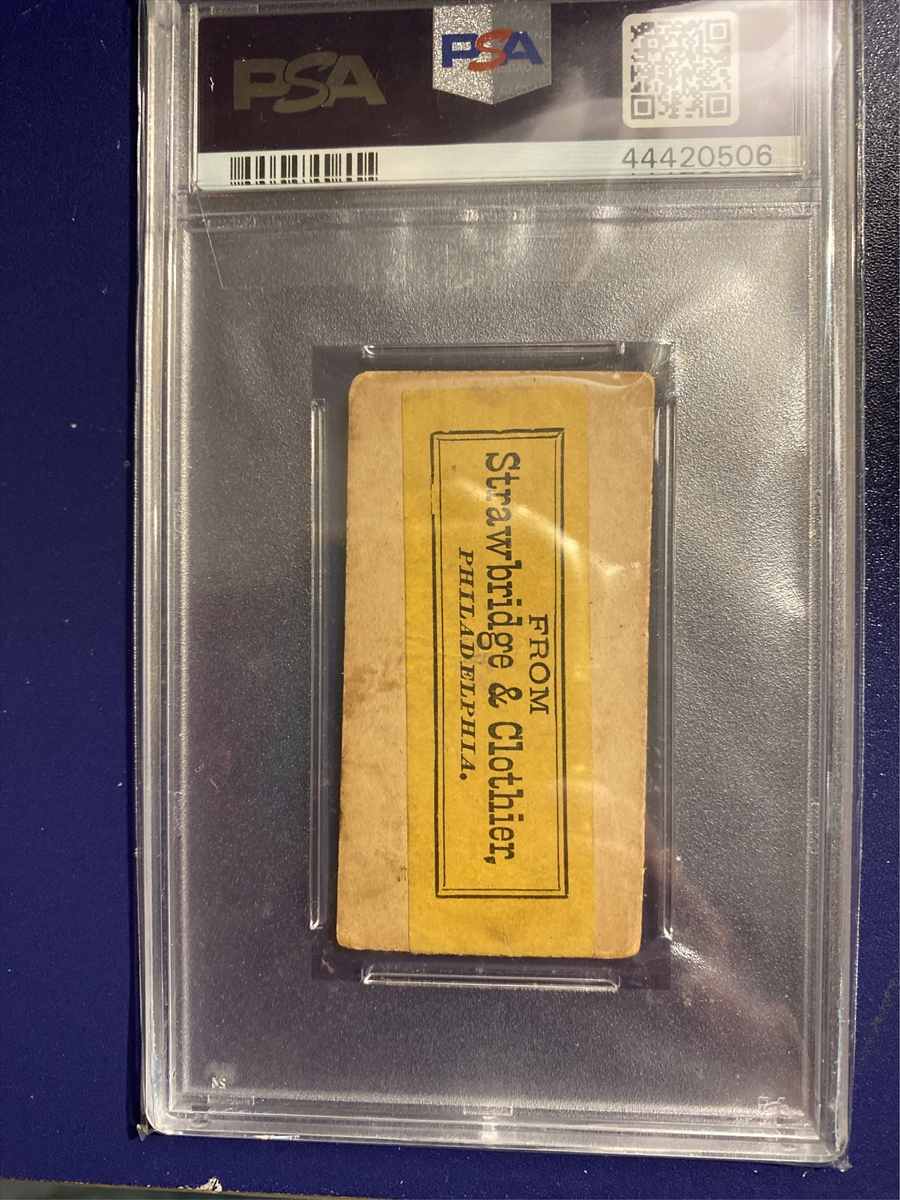 PSA
PSA
44420506
FROM
Strawbridge & Clothier,
PHILADELPHIA.